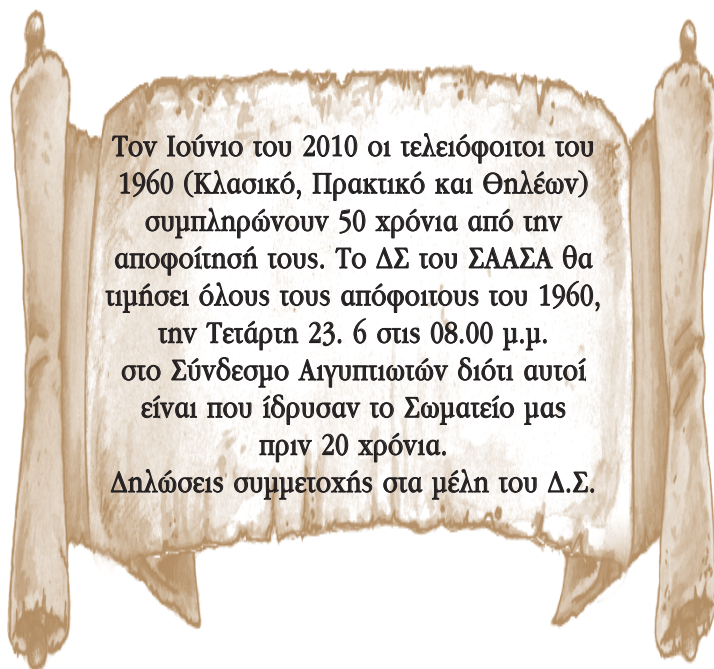 Τον Ιούνιο του 2010 οι τελειόφοιτοι του
1960 (Κλασικό, Πρακτικό και Θηλέων)
συμπληρώνουν 50 χρόνια από την
αποφοίτησή τους. Το ΔΣ του ΣΑΑΣΑ θα
τιμήσει όλους τους απόφοιτους του 1960,
την Τετάρτη 23. 6 στις 08.00 μ.μ.
στο Σύνδεσμο Αιγυπτιωτών διότι αυτοί
είναι που ίδρυσαν το Σωματείο μας
πριν 20 χρόνια.
Δηλώσεις συμμετοχής στα μέλη του Δ.Σ.